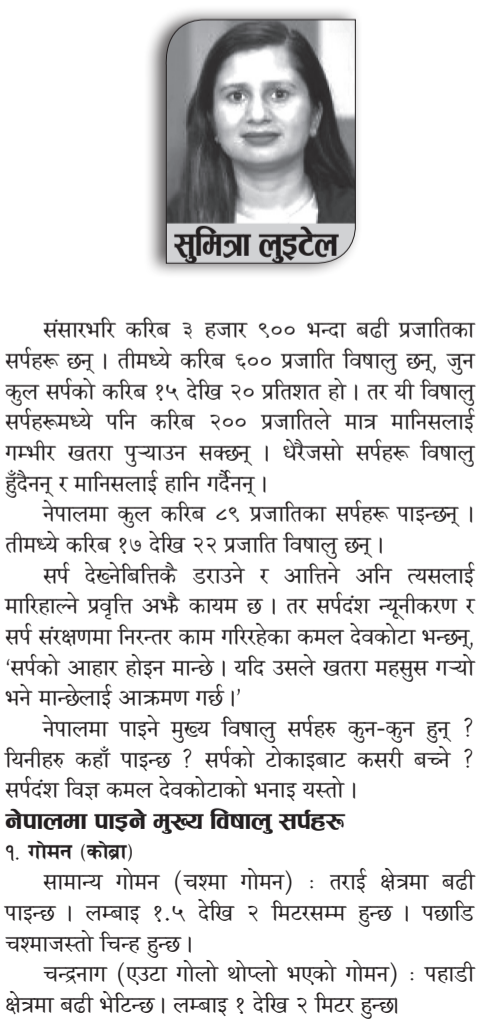 सुमित्रा लुइटेल
संसारभरि करिब ३ हजार ९०० भन्दा बढी प्रजातिका
सर्पहरू छन् । तीमध्ये करिब ६०० प्रजाति विषालु छन्, जुन
कुल सर्पको करिब १५ देखि २० प्रतिशत हो । तर यी विषालु
सर्पहरूमध्ये पनि करिब २०० प्रजातिले मात्र मानिसलाई
गम्भीर खतरा पुऱ्याउन सक्छन् । धेरैजसो सर्पहरू विषालु
हुँदैनन् र मानिसलाई हानि गर्दैनन् ।
नेपालमा कुल करिब ८९ प्रजातिका सर्पहरू पाइन्छन् ।
तीमध्ये करिब १७ देखि २२ प्रजाति विषालु छन् ।
सर्प देख्नेबित्तिकै डराउने र आत्तिने अनि त्यसलाई
मारिहाल्ने प्रवृत्ति अझै कायम छ । तर सर्पदंश न्यूनीकरण र
सर्प संरक्षणमा निरन्तर काम गरिरहेका कमल देवकोटा भन्छन्,
‘सर्पको आहार होइन मान्छे । यदि उसले खतरा महसुस गऱ्यो
भने मान्छेलाई आक्रमण गर्छ ।’
नेपालमा पाइने मुख्य विषालु सर्पहरु कुन-कुन हुन् ?
यिनीहरु कहाँ पाइन्छ ? सर्पको टोकाइबाट कसरी बच्ने ?
सर्पदंश विज्ञ कमल देवकोटाको भनाइ यस्तो ।
नेपालमा पाइने मुख्य विषालु सर्पहरु
१. गोमन (कोब्रा)
सामान्य गोमन (चश्मा गोमन) : तराई क्षेत्रमा बढी
पाइन्छ । लम्बाइ १.५ देखि २ मिटरसम्म हुन्छ । पछाडि
चश्माजस्तो चिन्ह हुन्छ ।
चन्द्रनाग (एउटा गोलो थोप्लो भएको गोमन) : पहाडी
क्षेत्रमा बढी भेटिन्छ । लम्बाइ १ देखि २ मिटर हुन्छ।